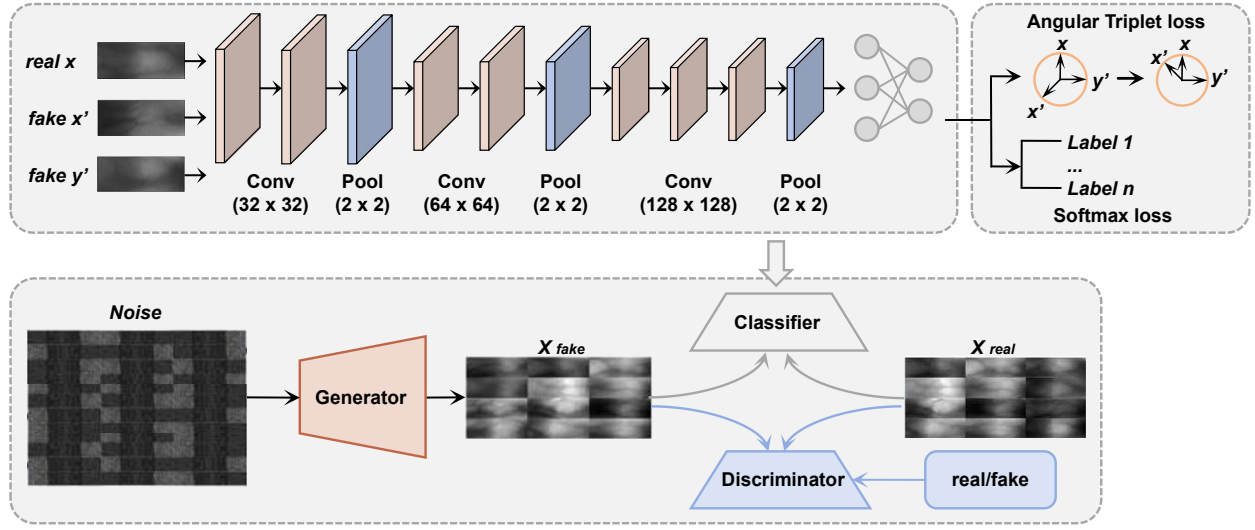 real x
fake x’
fake y’
Conv
(32 x 32)
Pool
(2 x 2)
Conv
(64 x 64)
Pool
(2 x 2)
Conv
(128 x 128)
Pool
(2 x 2)
Angular Triplet loss
x
y’
x’
x
x’
y’
Label 1
...
Label n
Softmax loss
Noise
Generator
X fake
Classifier
X real
Discriminator
real/fake